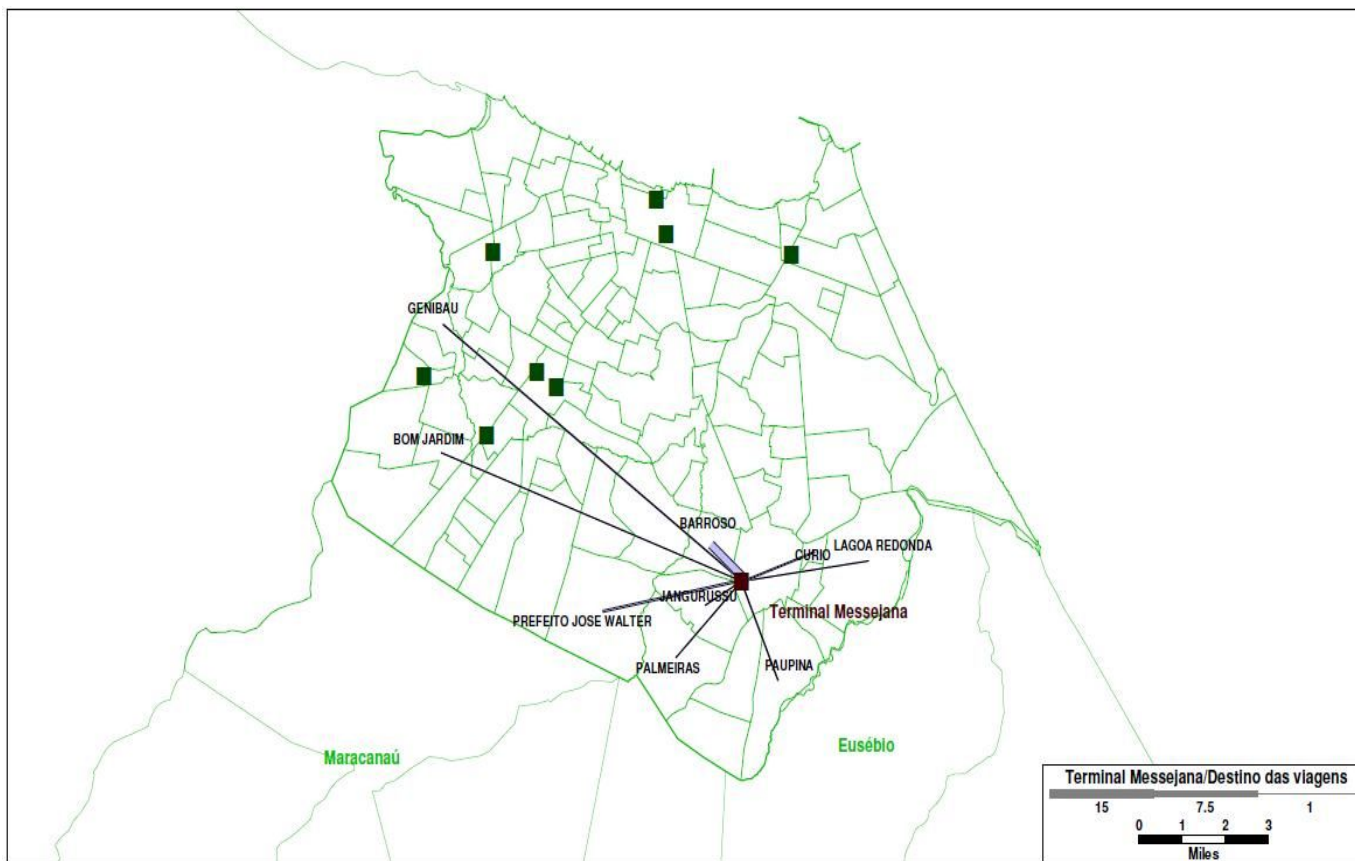 GENIBAU
BOM JARDIM
BARROSO
CURIO
LAGOA REDONDA
JANGURUSSU
Terminal Messejana
PREFEITO JOSE WALTER
PALMEIRAS
PAUPINA
Maracanaú
Eusébio
Terminal Messejana/Destino das viagens
15 7.5 1
0 1 2 3
Miles